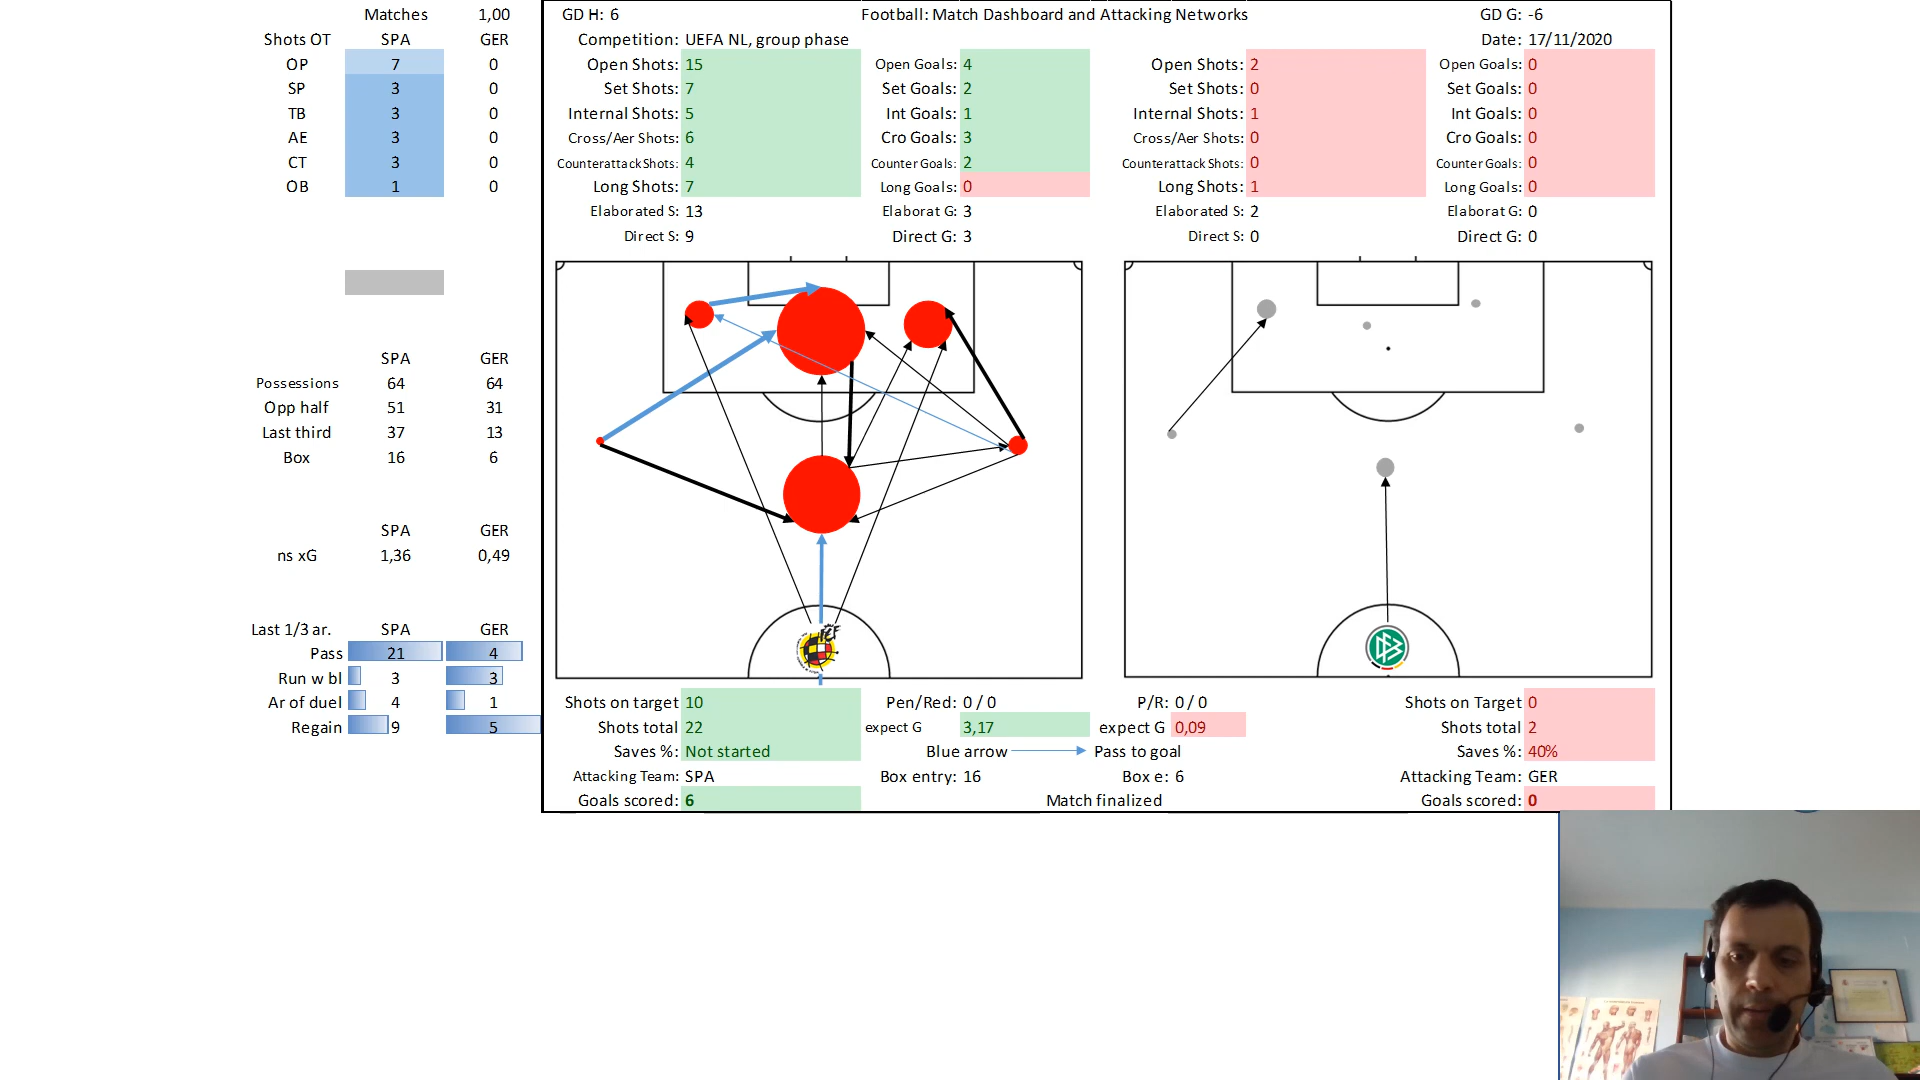 Matches 1,00
Shots OT SPA GER
OP 7 0
SP 3 0
TB 3 0
AE 3 0
CT 3 0
OB 1 0
SPA GER
Possessions 64 64
Opp half 51 31
Last third 37 13
Box 16 6
SPA GER
ns xG 1,36 0,49
Last 1/3 ar. SPA GER
Pass 21 4
Run w bl 3 3
Ar of duel 4 1
Regain 9 5
GD H: 6 Football: Match Dashboard and Attacking Networks GD G: -6
Competition: UEFA NL, group phase Date: 17/11/2020
Open Shots: 15 Open Goals: 4 Open Shots: 2 Open Goals: 0
Set Shots: 7 Set Goals: 2 Set Shots: 0 Set Goals: 0
Internal Shots: 5 Int Goals: 1 Internal Shots: 1 Int Goals: 0
Cross/Aer Shots: 6 Cro Goals: 3 Cross/Aer Shots: 0 Cro Goals: 0
Counterattack Shots: 4 Counter Goals: 2 Counterattack Shots: 0 Counter Goals: 0
Long Shots: 7 Long Goals: 0 Long Shots: 1 Long Goals: 0
Elaborated S: 13 Elaborat G: 3 Elaborated S: 2 Elaborat G: 0
Direct S: 9 Direct G: 3 Direct S: 0 Direct G: 0
Shots on target 10 Pen/Red: 0 / 0 P/R: 0 / 0 Shots on Target 0
Shots total 22 expect G 3,17 expect G 0,09 Shots total 2
Saves %: Not started Blue arrow Pass to goal Saves %: 40%
Attacking Team: SPA Box entry: 16 Box e: 6 Attacking Team: GER
Goals scored: 6 Match finalized Goals scored: 0